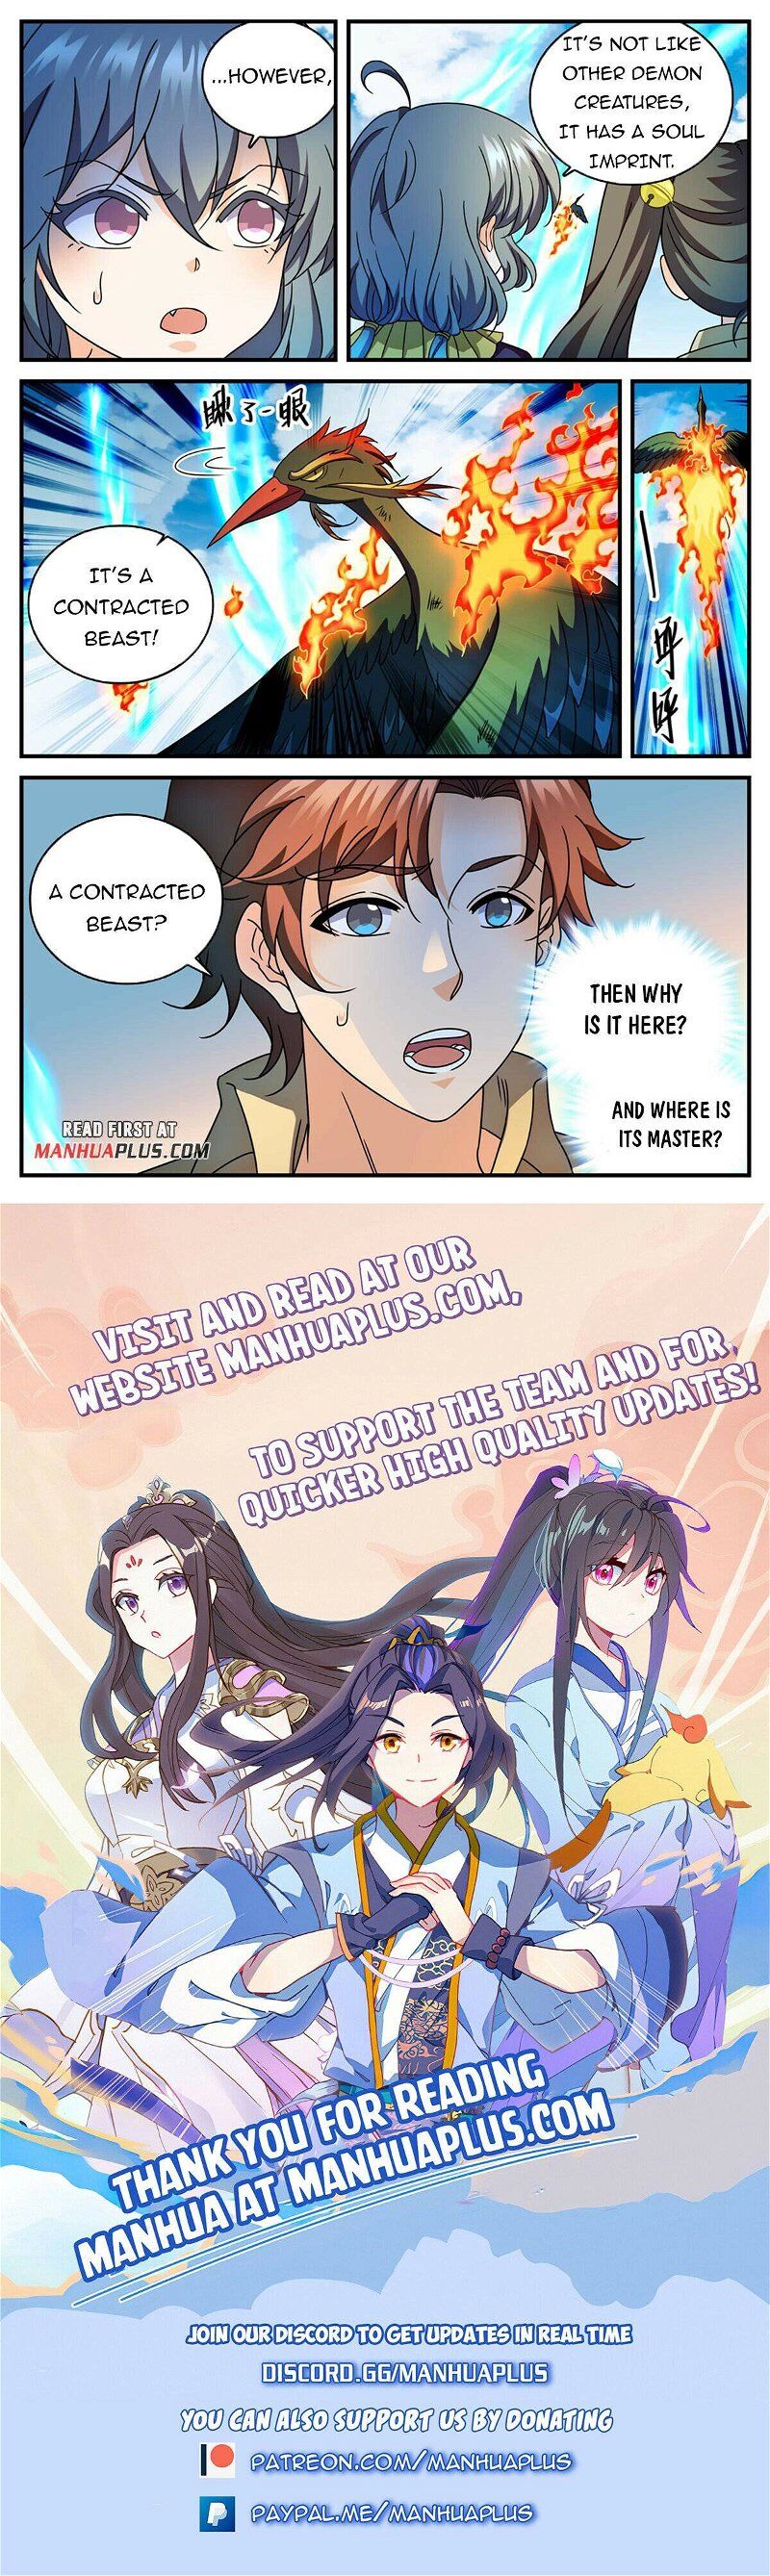 ...HOWEVER,
IT'S NOT LIKE
OTHER DEMON
CREATURES,
IT HAS A SOUL
IMPRINT.
瞅了一眼
IT'S A
CONTRACTED
BEAST!
呼
呼
A CONTRACTED
BEAST?
THEN WHY
IS IT HERE?
AND WHERE IS
ITS MASTER?
READ FIRST AT
MANHUAPLUS.COM
VISIT AND READ AT OUR
WEBSITE MANHUAPLUS.COM,
TO SUPPORT THE TEAM AND FOR
QUICKER HIGH QUALITY UPDATES!
THANK YOU FOR READING
MANHUA AT MANHUAPLUS.COM
JOIN OUR DISCORD TO GET UPDATES IN REAL TIME
DISCORD.GG/MANHUAPLUS
YOU CAN ALSO SUPPORT US BY DONATING
PATREON.COM/MANHUAPLUS
PAYPAL.ME/MANHUAPLUS